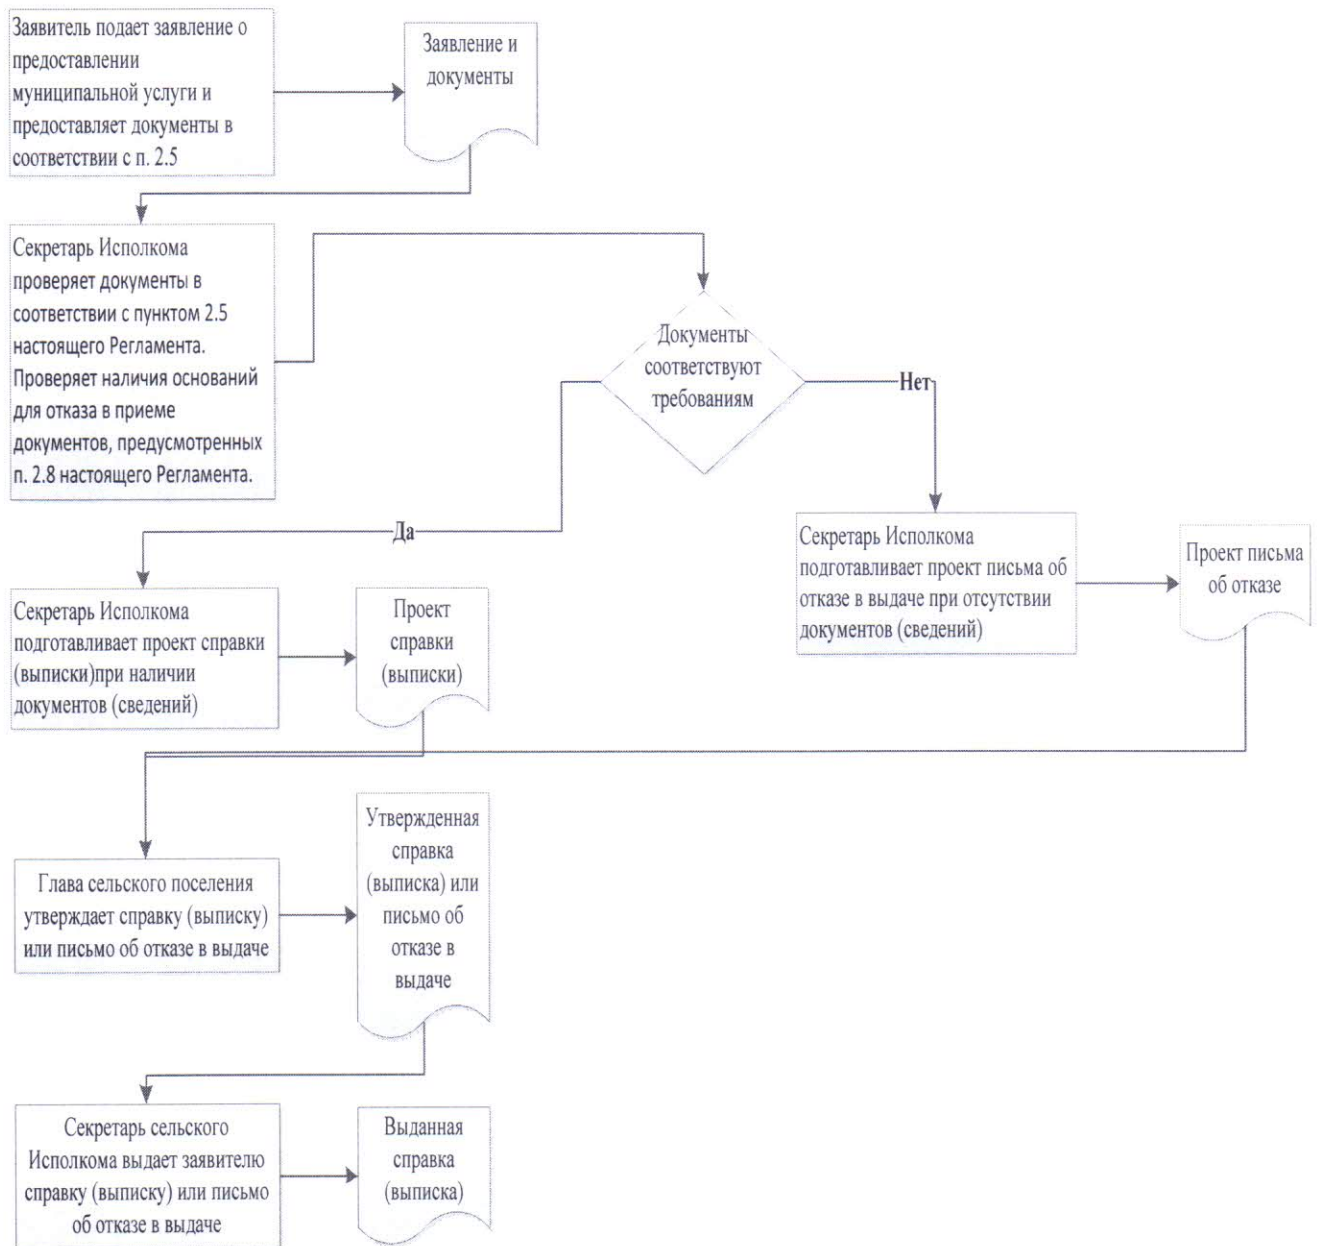 Заявитель подает заявление о
предоставлении
муниципальной услуги и
предоставляет документы в
соответствии с п. 2.5
Заявление и
документы
Секретарь Исполкома
проверяет документы в
соответствии с пунктом 2.5
настоящего Регламента.
Проверяет наличия оснований
для отказа в приеме
документов, предусмотренных
п. 2.8 настоящего Регламента.
Документы
соответствуют
требованиям
Нет
Да
Секретарь Исполкома
подготавливает проект письма об
отказе в выдаче при отсутствии
документов (сведений)
Проект письма
об отказе
Секретарь Исполкома
подготавливает проект справки
(выписки)при наличии
документов (сведений)
Проект
справки
(выписки)
Глава сельского поселения
утверждает справку (выписку)
или письмо об отказе в выдаче
Утвержденная
справка
(выписка) или
письмо об
отказе в
выдаче
Секретарь сельского
Исполкома выдает заявителю
справку (выписку) или письмо
об отказе в выдаче
Выданная
справка
(выписка)